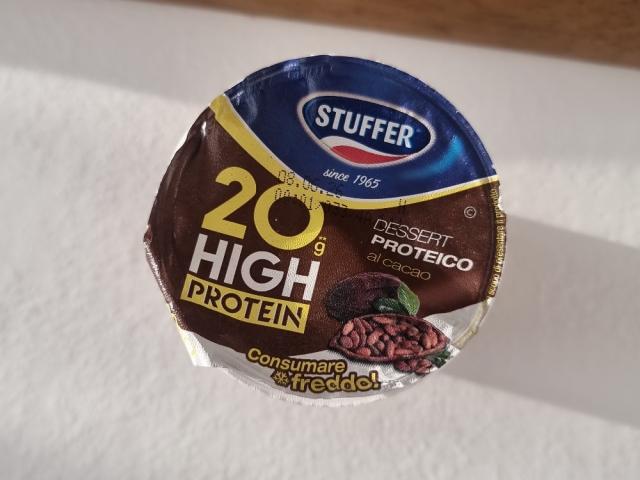 STUFFER
since 1965
20g
HIGH
PROTEIN
DESSERT
PROTEICO
al cacao
©
Consumare
freddo!